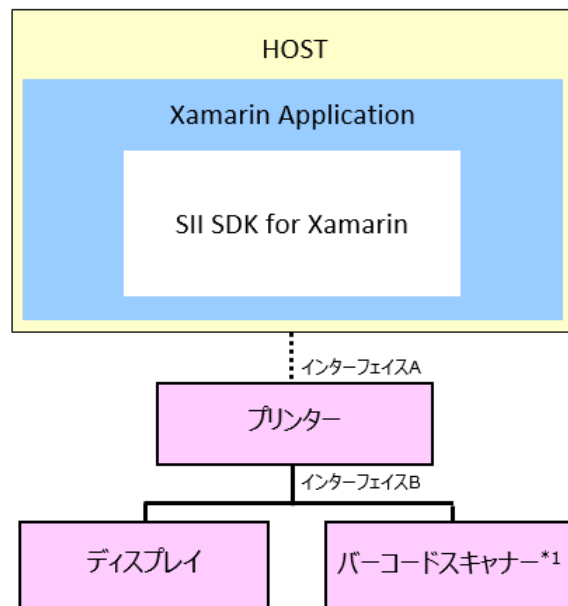 HOST
Xamarin Application
SII SDK for Xamarin
インターフェイスA
プリンター
インターフェイスB
ディスプレイ
バーコードスキャナー*1